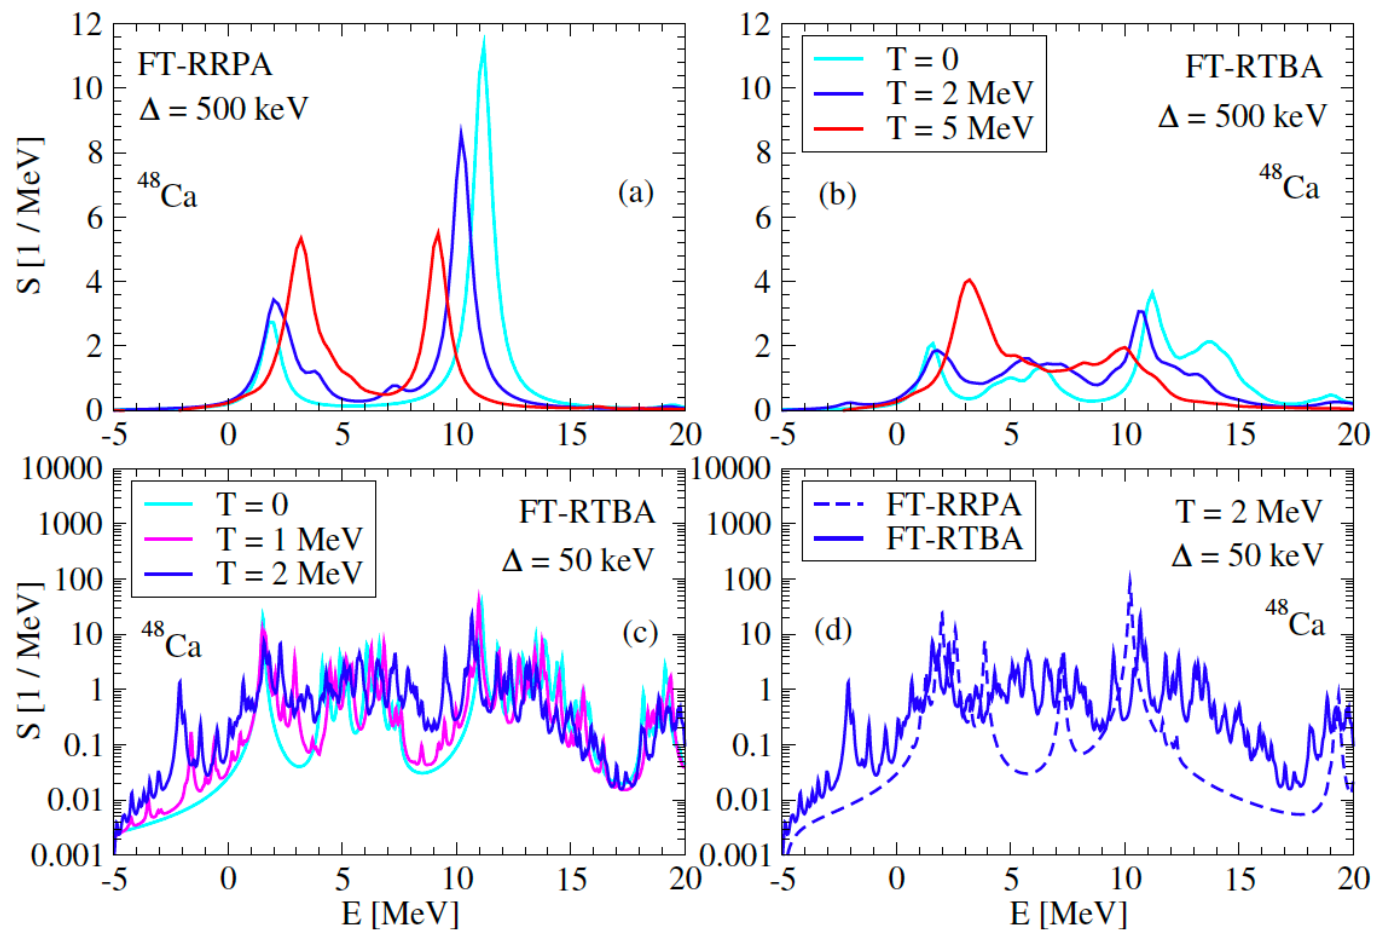 12
10
8
6
4
2
0
S [1 / MeV]
FT-RRPA
Δ = 500 keV
⁴⁸Ca
(a)
-5 0 5 10 15 20
12
10
8
6
4
2
0
T = 0
T = 2 MeV
T = 5 MeV
FT-RTBA
Δ = 500 keV
⁴⁸Ca
(b)
-5 0 5 10 15 20
10000
1000
100
10
1
0.1
0.01
0.001
S [1 / MeV]
T = 0
T = 1 MeV
T = 2 MeV
FT-RTBA
Δ = 50 keV
⁴⁸Ca
(c)
-5 0 5 10 15 20
E [MeV]
10000
1000
100
10
1
0.1
0.01
0.001
FT-RRPA
FT-RTBA
T = 2 MeV
Δ = 50 keV
⁴⁸Ca
(d)
-5 0 5 10 15 20
E [MeV]